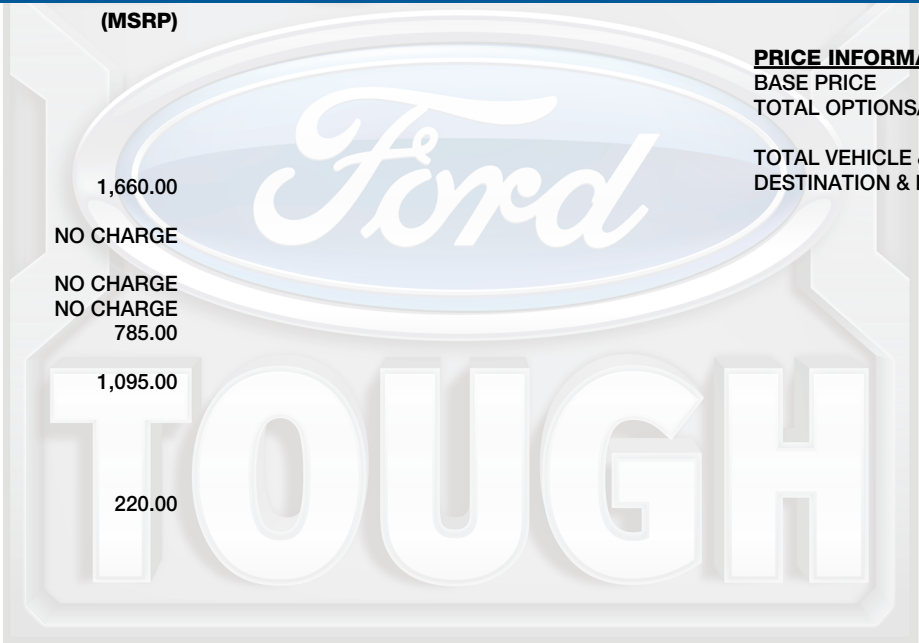 (MSRP)
1,660.00
NO CHARGE
NO CHARGE
NO CHARGE
785.00
1,095.00
220.00
PRICE INFORMA
BASE PRICE
TOTAL OPTIONS
TOTAL VEHICLE &
DESTINATION &
Ford
TOUGH